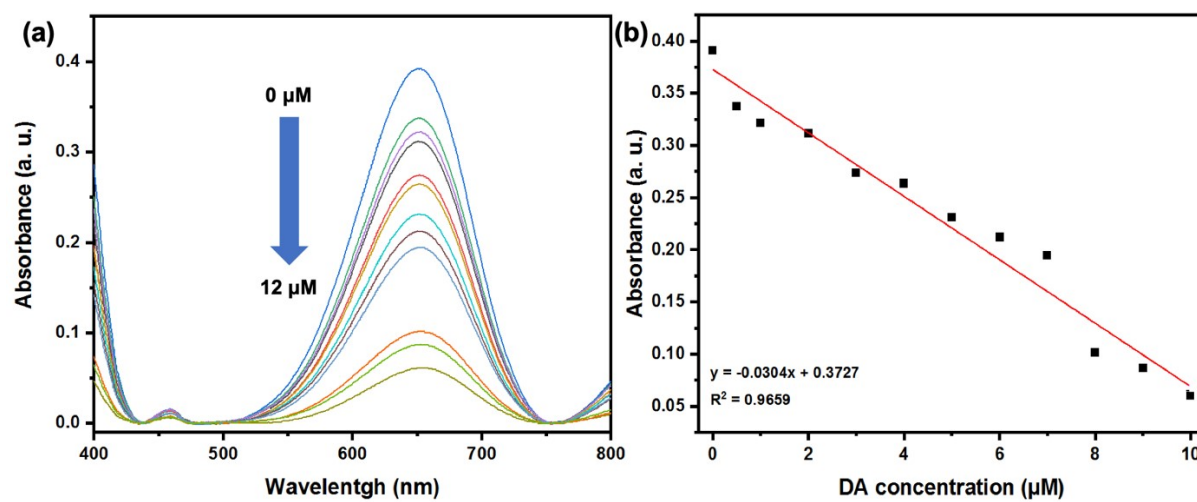 (a)
Absorbance (a. u.)
0.4
0.3
0.2
0.1
0.0
0 µM
12 µM
400
500
600
700
800
Wavelentgh (nm)
(b)
Absorbance (a. u.)
0.40
0.35
0.30
0.25
0.20
0.15
0.10
0.05
y = -0.0304x + 0.3727
R² = 0.9659
0
2
4
6
8
10
DA concentration (µM)